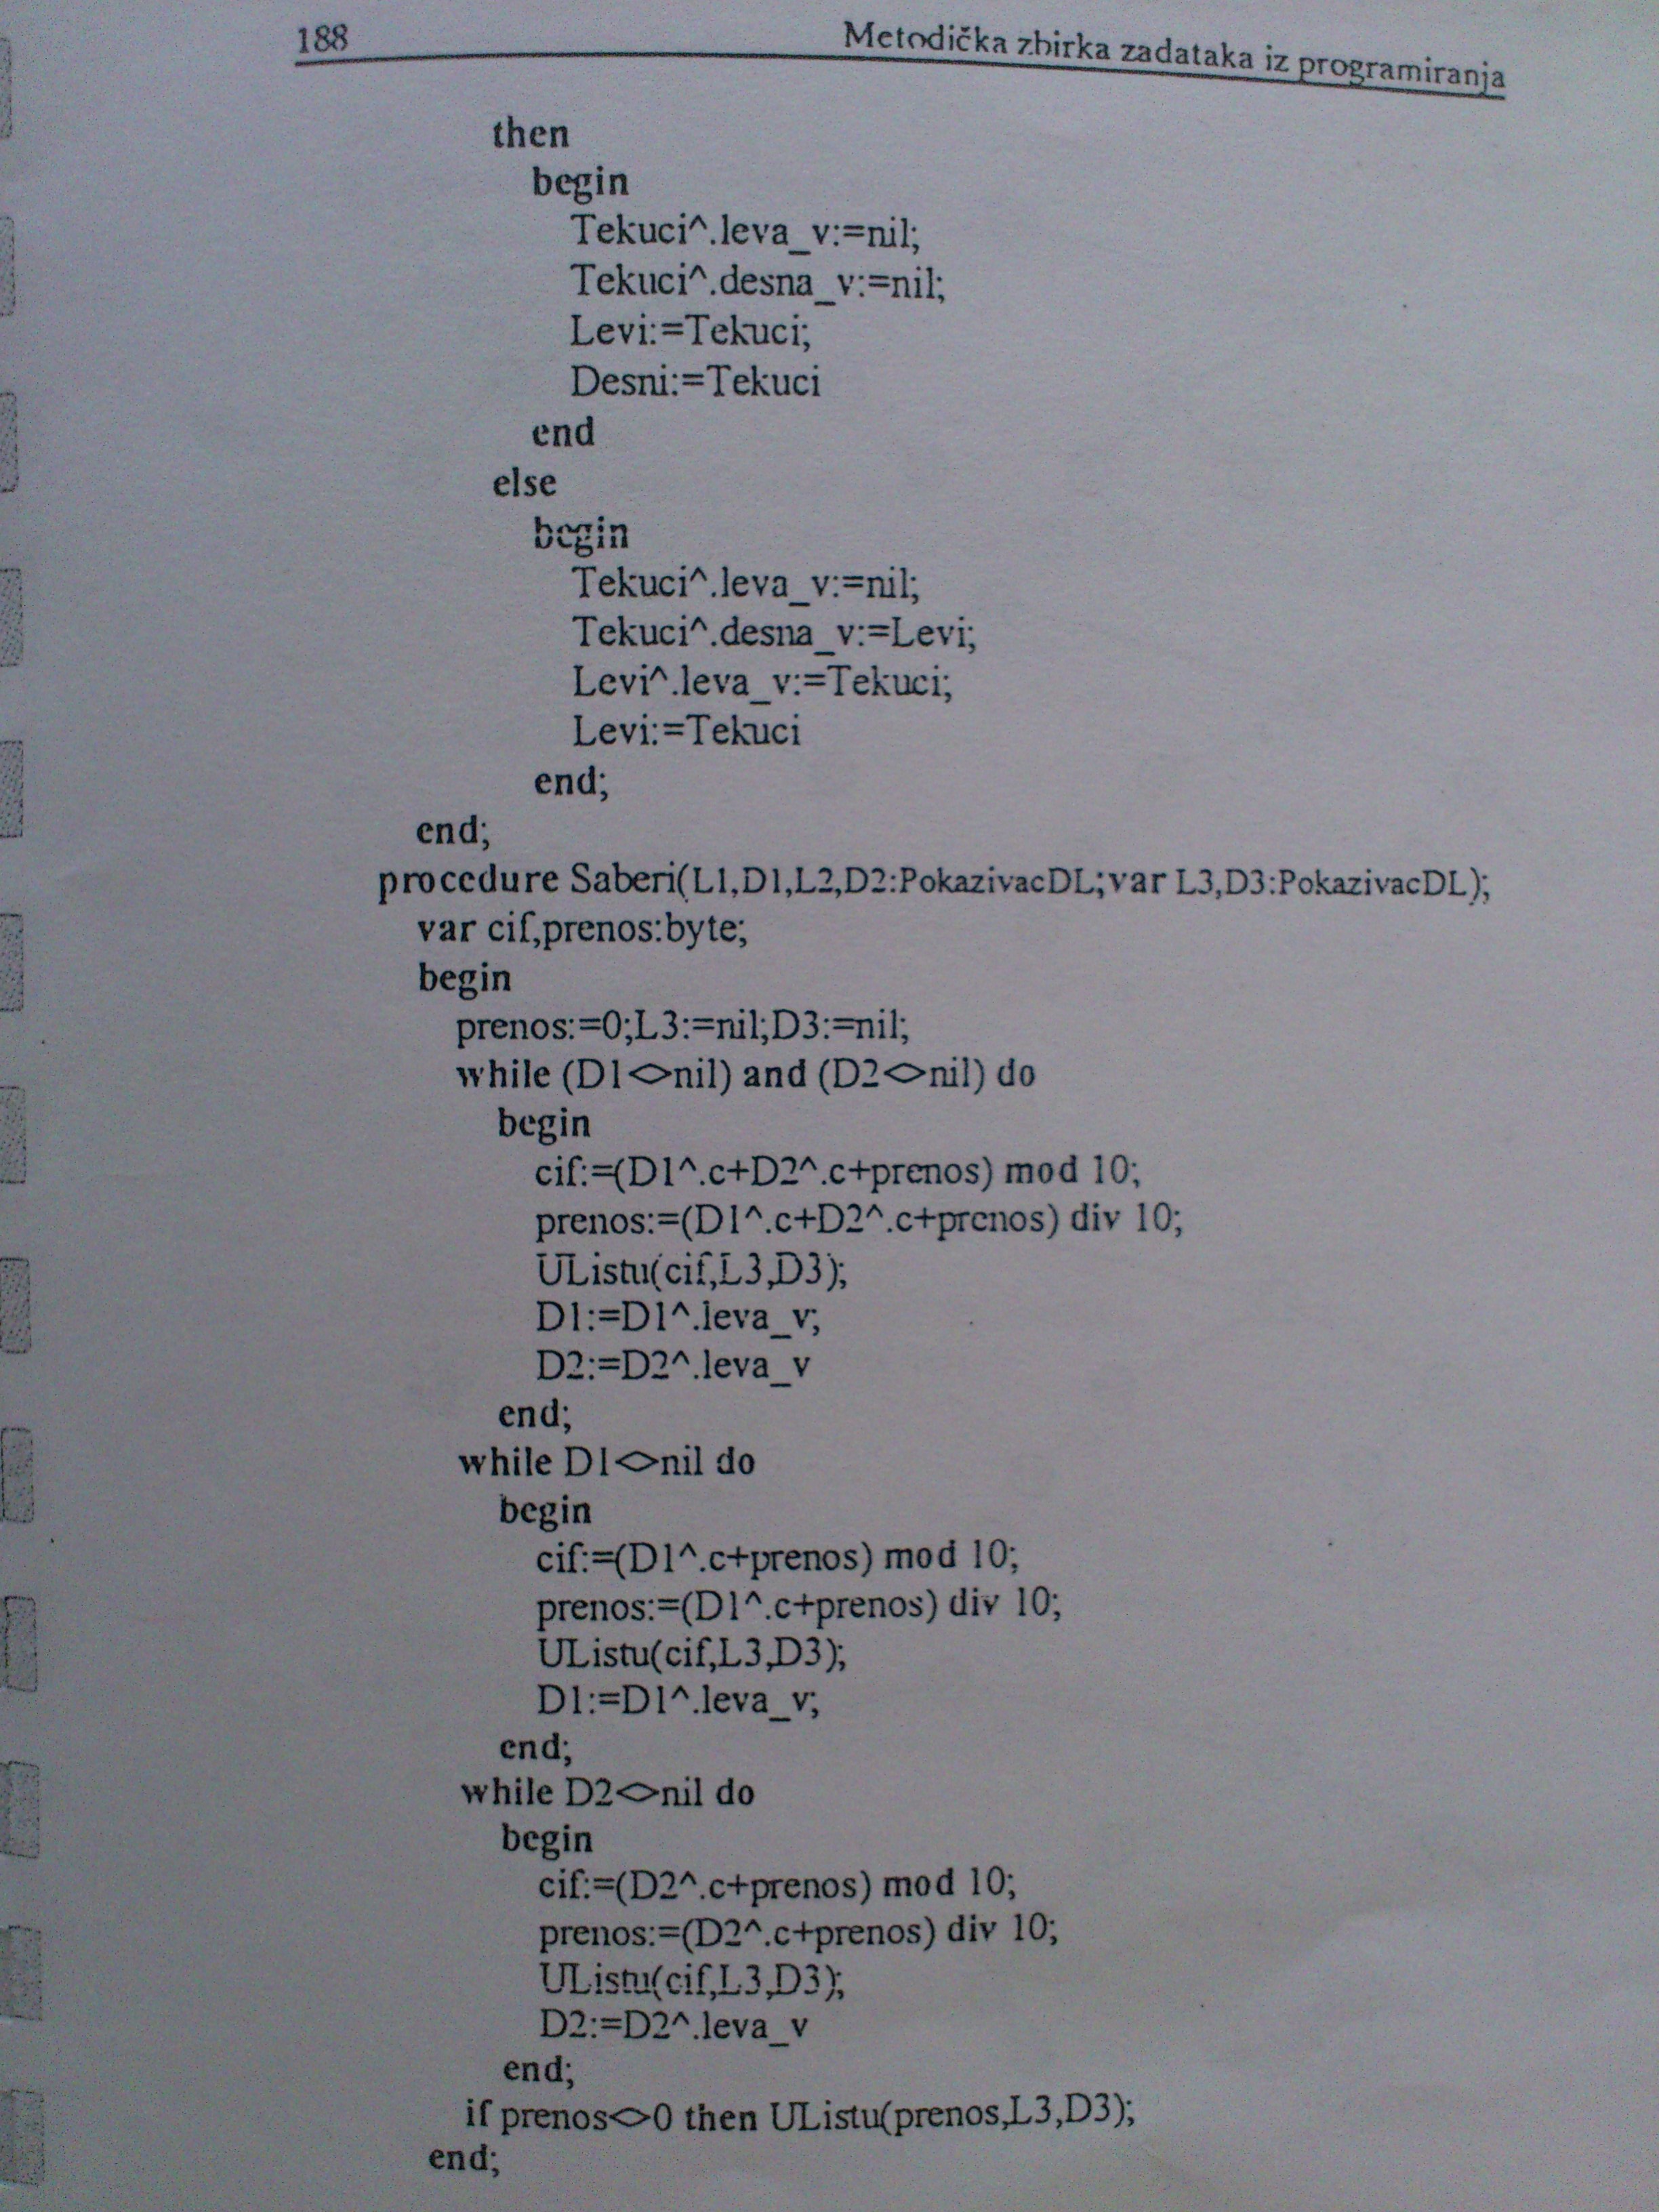 188
Metodička zbirka zadataka iz programiranja
then
begin
Tekuci^.leva_v:=nil;
Tekuci^.desna_v:=nil;
Levi:=Tekuci;
Desni:=Tekuci
end
else
begin
Tekuci^.leva_v:=nil;
Tekuci^.desna_v:=Levi;
Levi^.leva_v:=Tekuci;
Levi:=Tekuci
end;
end;
procedure Saberi(L1,D1,L2,D2:PokazivacDL;var L3,D3:PokazivacDL);
var cif,prenos:byte;
begin
prenos:=0;L3:=nil;D3:=nil;
while (D1<>nil) and (D2<>nil) do
begin
cif:=(D1^.c+D2^.c+prenos) mod 10;
prenos:=(D1^.c+D2^.c+prenos) div 10;
UListu(cif,L3,D3);
D1:=D1^.leva_v;
D2:=D2^.leva_v
end;
while D1<>nil do
begin
cif:=(D1^.c+prenos) mod 10;
prenos:=(D1^.c+prenos) div 10;
UListu(cif,L3,D3);
D1:=D1^.leva_v;
end;
while D2<>nil do
begin
cif:=(D2^.c+prenos) mod 10;
prenos:=(D2^.c+prenos) div 10;
UListu(cif,L3,D3);
D2:=D2^.leva_v
end;
if prenos<>0 then UListu(prenos,L3,D3);
end;